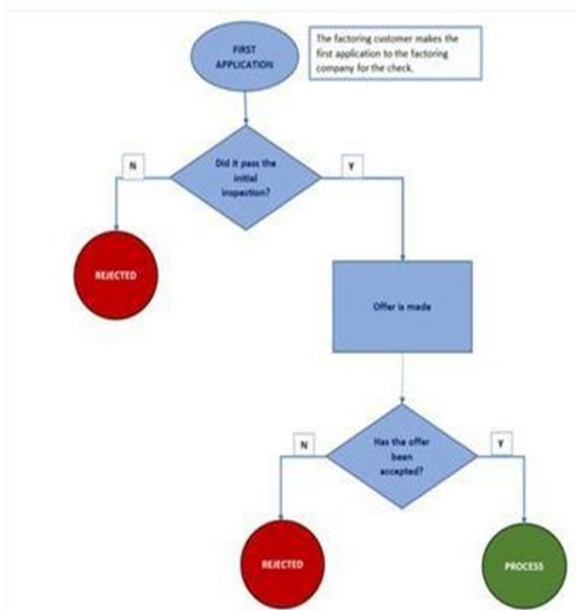 FIRST
APPLICATION
The factoring customer makes the
first application to the factoring
company for the check.
Did it pass the
initial
inspection?
N
Y
REJECTED
Offer is made
Has the offer
been
accepted?
N
Y
REJECTED
PROCESS